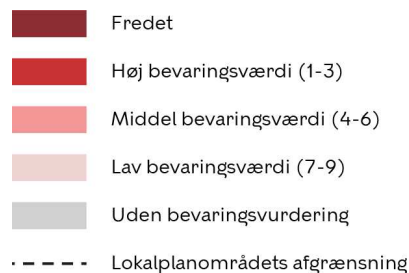 Fredet
Høj bevaringsværdi (1-3)
Middel bevaringsværdi (4-6)
Lav bevaringsværdi (7-9)
Uden bevaringsvurdering
Lokalplanområdets afgrænsning